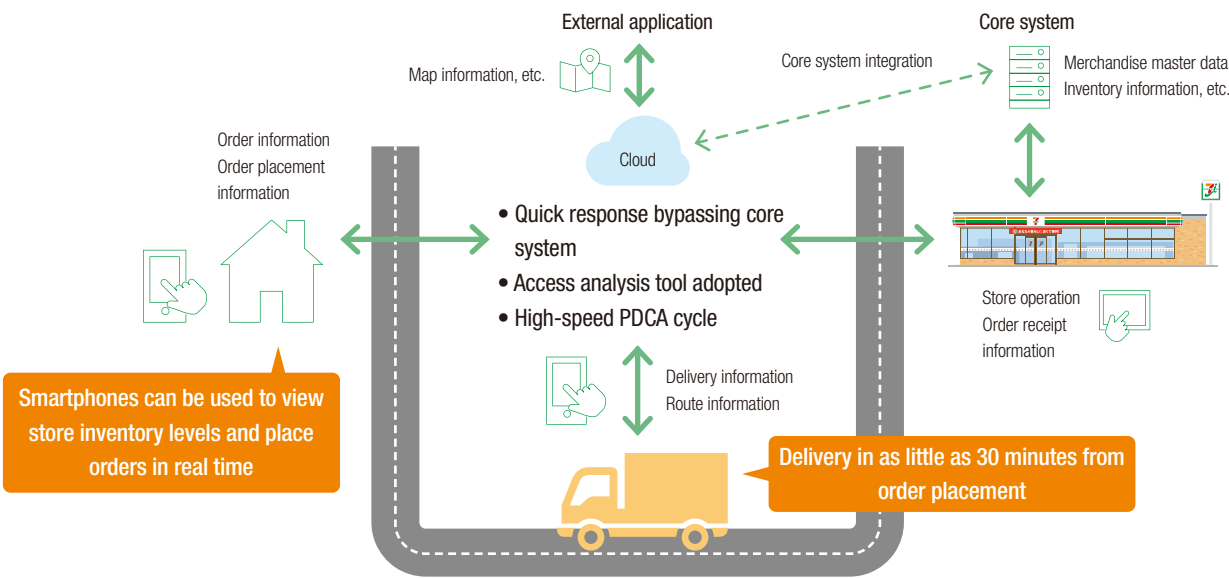 External application
Core system
Map information, etc.
Core system integration
Merchandise master data
Inventory information, etc.
Cloud
Order information
Order placement
information
• Quick response bypassing core
system
• Access analysis tool adopted
• High-speed PDCA cycle
7
7
Store operation
Order receipt
information
Delivery information
Route information
Smartphones can be used to view
store inventory levels and place
orders in real time
Delivery in as little as 30 minutes from
order placement